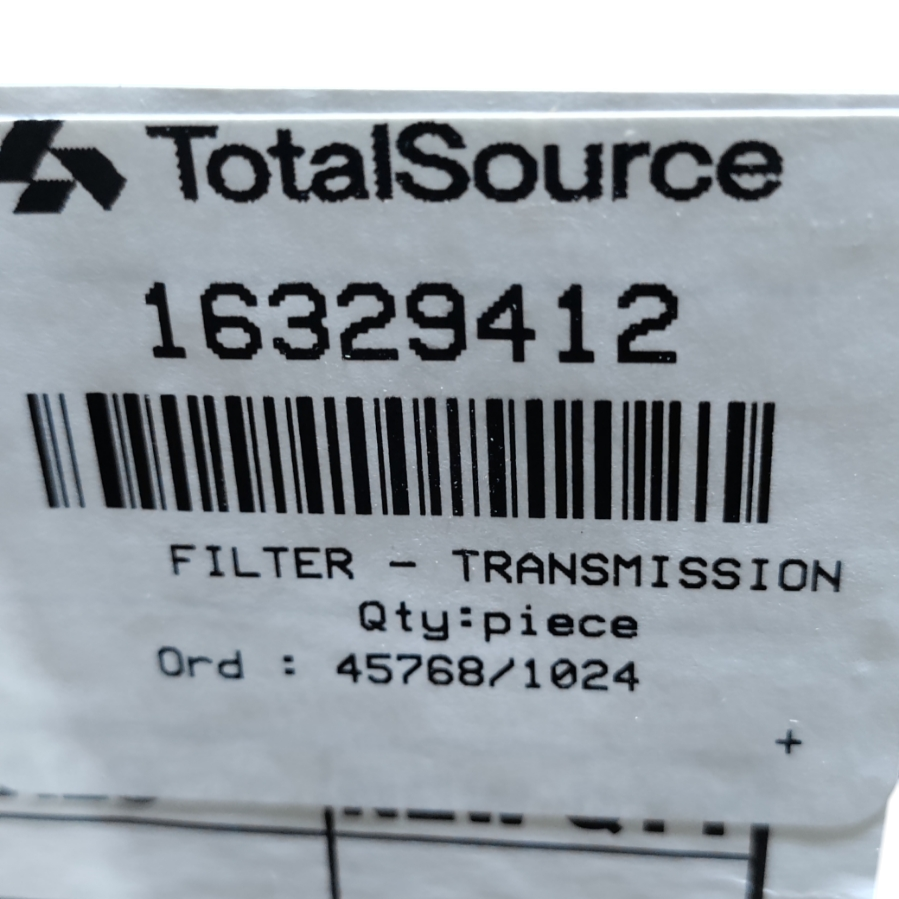 TotalSource
16329412
FILTER - TRANSMISSION
Qty:piece
Ord : 45768/1024
+